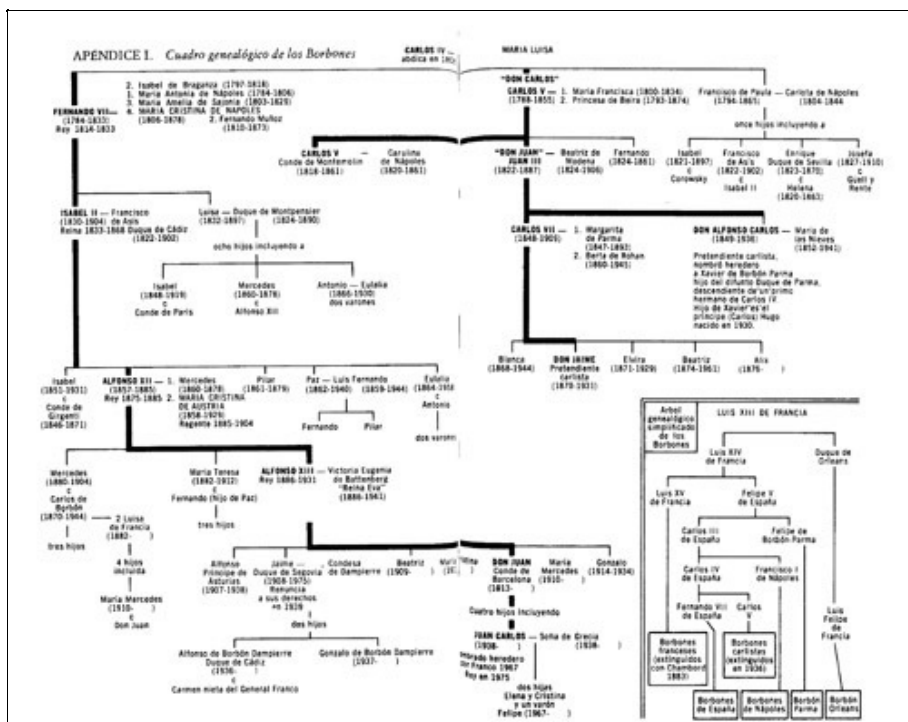 APÉNDICE I. Cuadro genealógico de los Borbones
CARLOS IV —
abdica en
MARIA LUISA
2. Isabel de Braganza (1797-1818)
1. María Antonia de Nápoles (1784-1806)
3. María Amelia de Sajonia (1803-1829)
4. MARIA CRISTINA DE NAPOLES
(1806-1878)
2. Fernando Muñoz
(1810-1873)
FERNANDO VII
(1784-1833)
Rey 1814-1833
"DON CARLOS"
CARLOS V —
(1788-1855)
1. María Francisca (1800-1834)
2. Princesa de Beira (1793-1874)
Francisco de Paula — Carlota de Nápoles
(1794-1865)
(1804-1844
once hijos incluyendo a
CARLOS V —
Conde de Montemolín
(1818-1861)
Carolina
de Nápoles
(1820-1861)
"DON JUAN" —
JUAN III
(1822-1887)
Beatriz de
Modena
(1824-1906)
Fernando
(1824-1861)
Isabel
(1821-1897)
c
Gorowsky
Francisco
de Asís
(1822-1902)
c
Isabel II
Enrique
Duque de Sevilla
(1823-1870)
c
Helena
(1820-1863)
Josefa
(1827-1910)
c
Güell y
Renté
ISABEL II — Francisco
(1830-1904) de Asís
Reina 1833-1868 Duque de Cádiz
(1822-1902)
Luisa — Duque de Montpensier
(1832-1897)
(1824-1890)
ocho hijos incluyendo a
Isabel
(1848-1919)
c
Conde de París
Mercedes
(1860-1878)
c
Alfonso XII
Antonio — Eulalia
(1866-1930)
dos varones
CARLOS VII —
(1848-1909)
1. Margarita
de Parma
(1847-1893)
2. Berta de Rohan
(1860-1945)
DON ALFONSO CARLOS —
(1849-1936)
María de
las Nieves
(1852-1941)
Pretendiente carlista,
nombró heredero
a Xavier de Borbón Parma
hijo del difunto Duque de Parma,
descendiente de un primo
hermano de Carlos IV.
Hijo de Xavier es el
príncipe (Carlos) Hugo
nacido en 1930.
Blanca
(1868-1944)
DON JAIME
Pretendiente
carlista
(1870-1931)
Elvira
(1871-1929)
Beatriz
(1874-1961)
Alis
(1876- )
Isabel
(1851-1931)
c
Conde de
Girgenti
(1846-1871)
ALFONSO XII —
(1857-1885)
Rey 1875-1885
1. Mercedes
(1860-1878)
2. MARIA CRISTINA
DE AUSTRIA
(1858-1929)
Regente 1885-1904
Pilar
(1861-1879)
Paz — Luis Fernando
(1862-1946)
(1859-1944)
Fernando
Pilar
Eulalia
c
Antonio
dos varones
Mercedes
(1880-1904)
c
Carlos de
Borbón
(1870-1944)
2 Luisa
de Francia
(1882- )
tres hijos
4 hijos
incluida
María Mercedes
(1910- )
c
Don Juan
María Teresa
(1882-1912)
c
Fernando (hijo de Paz)
tres hijos
ALFONSO XIII —
Rey 1886-1931
Victoria Eugenia
de Battenberg
"Reina Eva"
Alfonso
Príncipe de
Asturias
(1907-1938)
Jaime —
Duque de Segovia
(1908-1975)
Renuncia
a sus derechos
en 1939
Condesa
de Dampierre
dos
hijos
Beatriz
(1909- )
DON JUAN
Conde de
Barcelona
(1913-
María
Mercedes
(1910- )
Gonzalo
(1914-1934)
Cuatro hijos incluyendo
Alfonso de Borbón Dampierre
Duque de Cádiz
(1936- )
c
Carmen nieta del General Franco
Gonzalo de Borbón Dampierre
(1937- )
JUAN CARLOS —
(1938- )
heredero
Franco 1967
Rey en 1975
Sofía de Grecia
(1938- )
dos hijas
Elena y Cristina
y un varón
Felipe (1967- )
Arbol
genealógico
simplificado
de los
Borbones
LUIS XIII DE FRANCIA
Luis XIV
de Francia
Duque de
Orleans
Luis XV
de Francia
Felipe V
de España
Carlos III
de España
Felipe de
Borbón Parma
Carlos IV
de España
Francisco I
de Nápoles
Fernando VII
de España
Carlos
V
Luis
Felipe
de
Francia
Borbones
franceses
(extinguidos
con Chambord
1883)
Borbones
carlistas
(extinguidos
en 1936)
Borbones
de España
Borbones
de Nápoles
Borbón
Parma
Borbón
Orleans